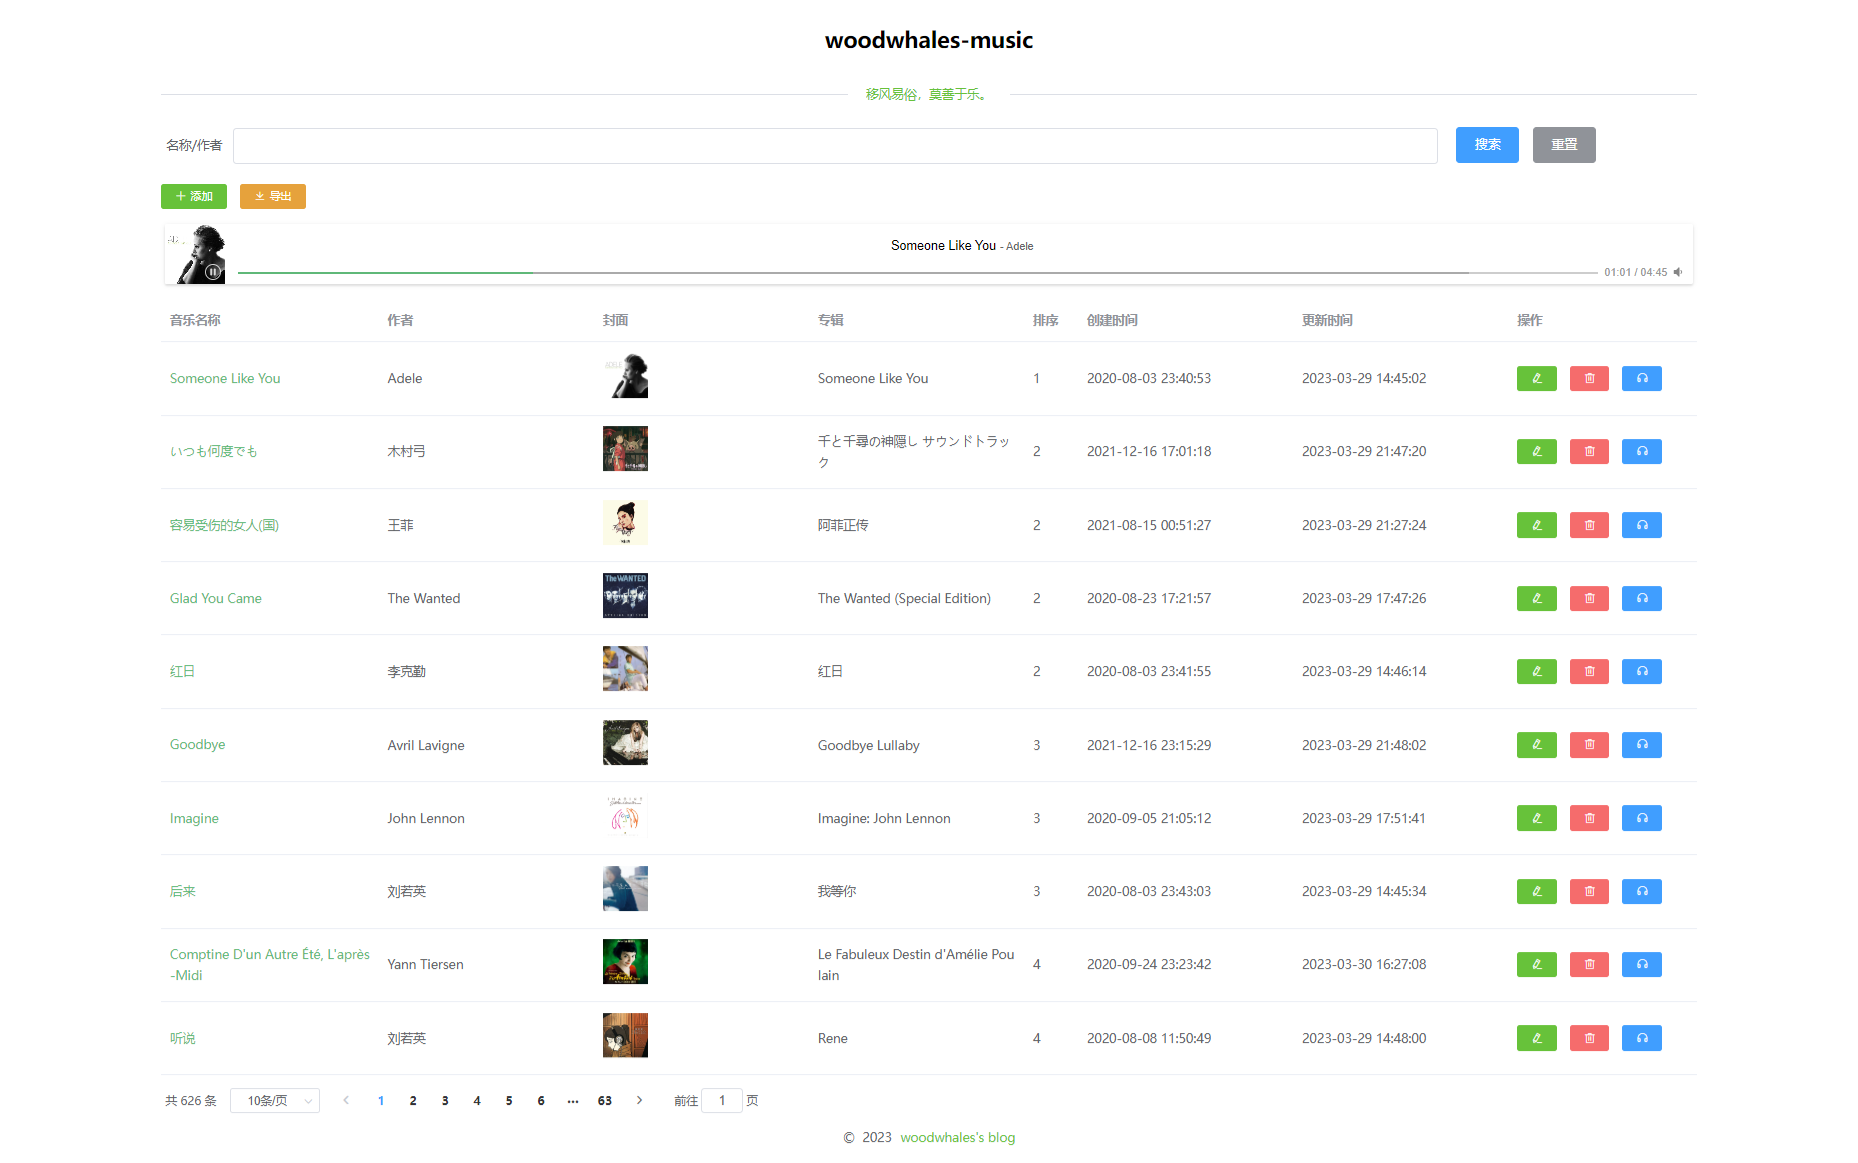 woodwhales-music
移风易俗，莫善于乐。
名称/作者 搜索 重置
添加 导出
Someone Like You - Adele
01:01 / 04:45
音乐名称 作者 封面 专辑 排序 创建时间 更新时间 操作
Someone Like You Adele Someone Like You 1 2020-08-03 23:40:53 2023-03-29 14:45:02
いつも何度でも 木村弓 千と千尋の神隠し サウンドトラッ
ク 2 2021-12-16 17:01:18 2023-03-29 21:47:20
容易受伤的女人(国) 王菲 阿菲正传 2 2021-08-15 00:51:27 2023-03-29 21:27:24
Glad You Came The Wanted The WANTED The Wanted (Special Edition) 2 2020-08-23 17:21:57 2023-03-29 17:47:26
红日 李克勤 红日 2 2020-08-03 23:41:55 2023-03-29 14:46:14
Goodbye Avril Lavigne Goodbye Lullaby 3 2021-12-16 23:15:29 2023-03-29 21:48:02
Imagine John Lennon Imagine: John Lennon 3 2020-09-05 21:05:12 2023-03-29 17:51:41
后来 刘若英 我等你 3 2020-08-03 23:43:03 2023-03-29 14:45:34
Comptine D'un Autre Été, L'après
-Midi Yann Tiersen Le Fabuleux Destin d'Amélie Pou
lain 4 2020-09-24 23:23:42 2023-03-30 16:27:08
听说 刘若英 Rene 4 2020-08-08 11:50:49 2023-03-29 14:48:00
共 626 条 10条/页 1 2 3 4 5 6 ··· 63 前往 1 页
© 2023 woodwhales's blog